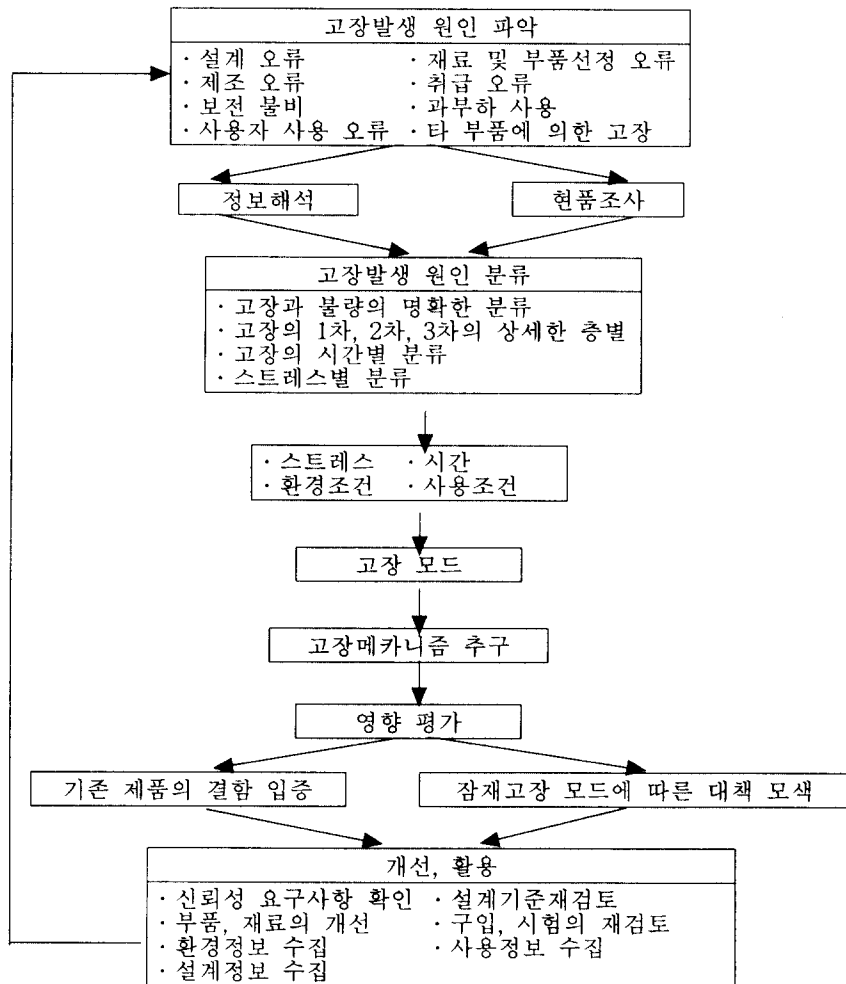 고장발생 원인 파악
· 설계 오류 · 재료 및 부품선정 오류
· 제조 오류 · 취급 오류
· 보전 불비 · 과부하 사용
· 사용자 사용 오류 · 타 부품에 의한 고장
정보해석 현품조사
고장발생 원인 분류
· 고장과 불량의 명확한 분류
· 고장의 1차, 2차, 3차의 상세한 층별
· 고장의 시간별 분류
· 스트레스별 분류
· 스트레스 · 시간
· 환경조건 · 사용조건
고장 모드
고장메카니즘 추구
영향 평가
기존 제품의 결함 입증 잠재고장 모드에 따른 대책 모색
개선, 활용
· 신뢰성 요구사항 확인 · 설계기준재검토
· 부품, 재료의 개선 · 구입, 시험의 재검토
· 환경정보 수집 · 사용정보 수집
· 설계정보 수집